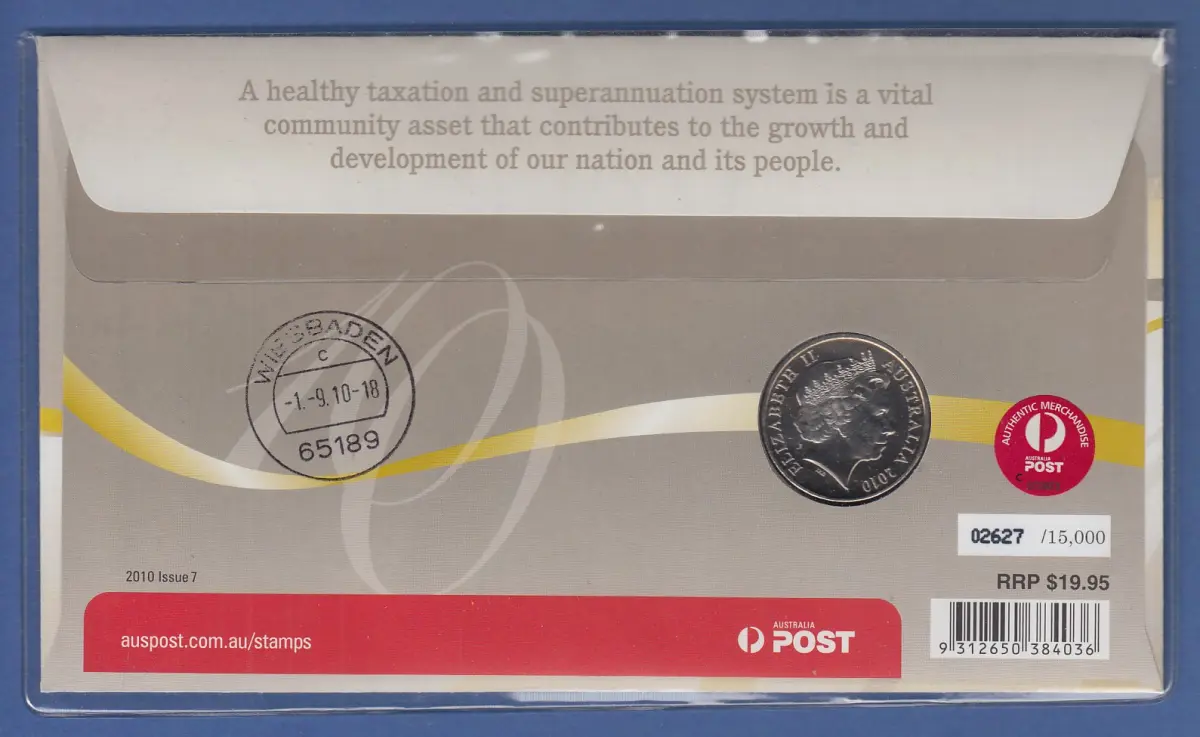 A healthy taxation and superannuation system is a vital
community asset that contributes to the growth and
development of our nation and its people.
WIESBADEN
c
-1.-9.10-18
65189
ELIZABETH II AUSTRALIA 2010
AUTHENTIC MERCHANDISE
AUSTRALIA
POST
02627 /15,000
2010 Issue 7
RRP $19.95
auspost.com.au/stamps
AUSTRALIA
POST
9 312650 384036